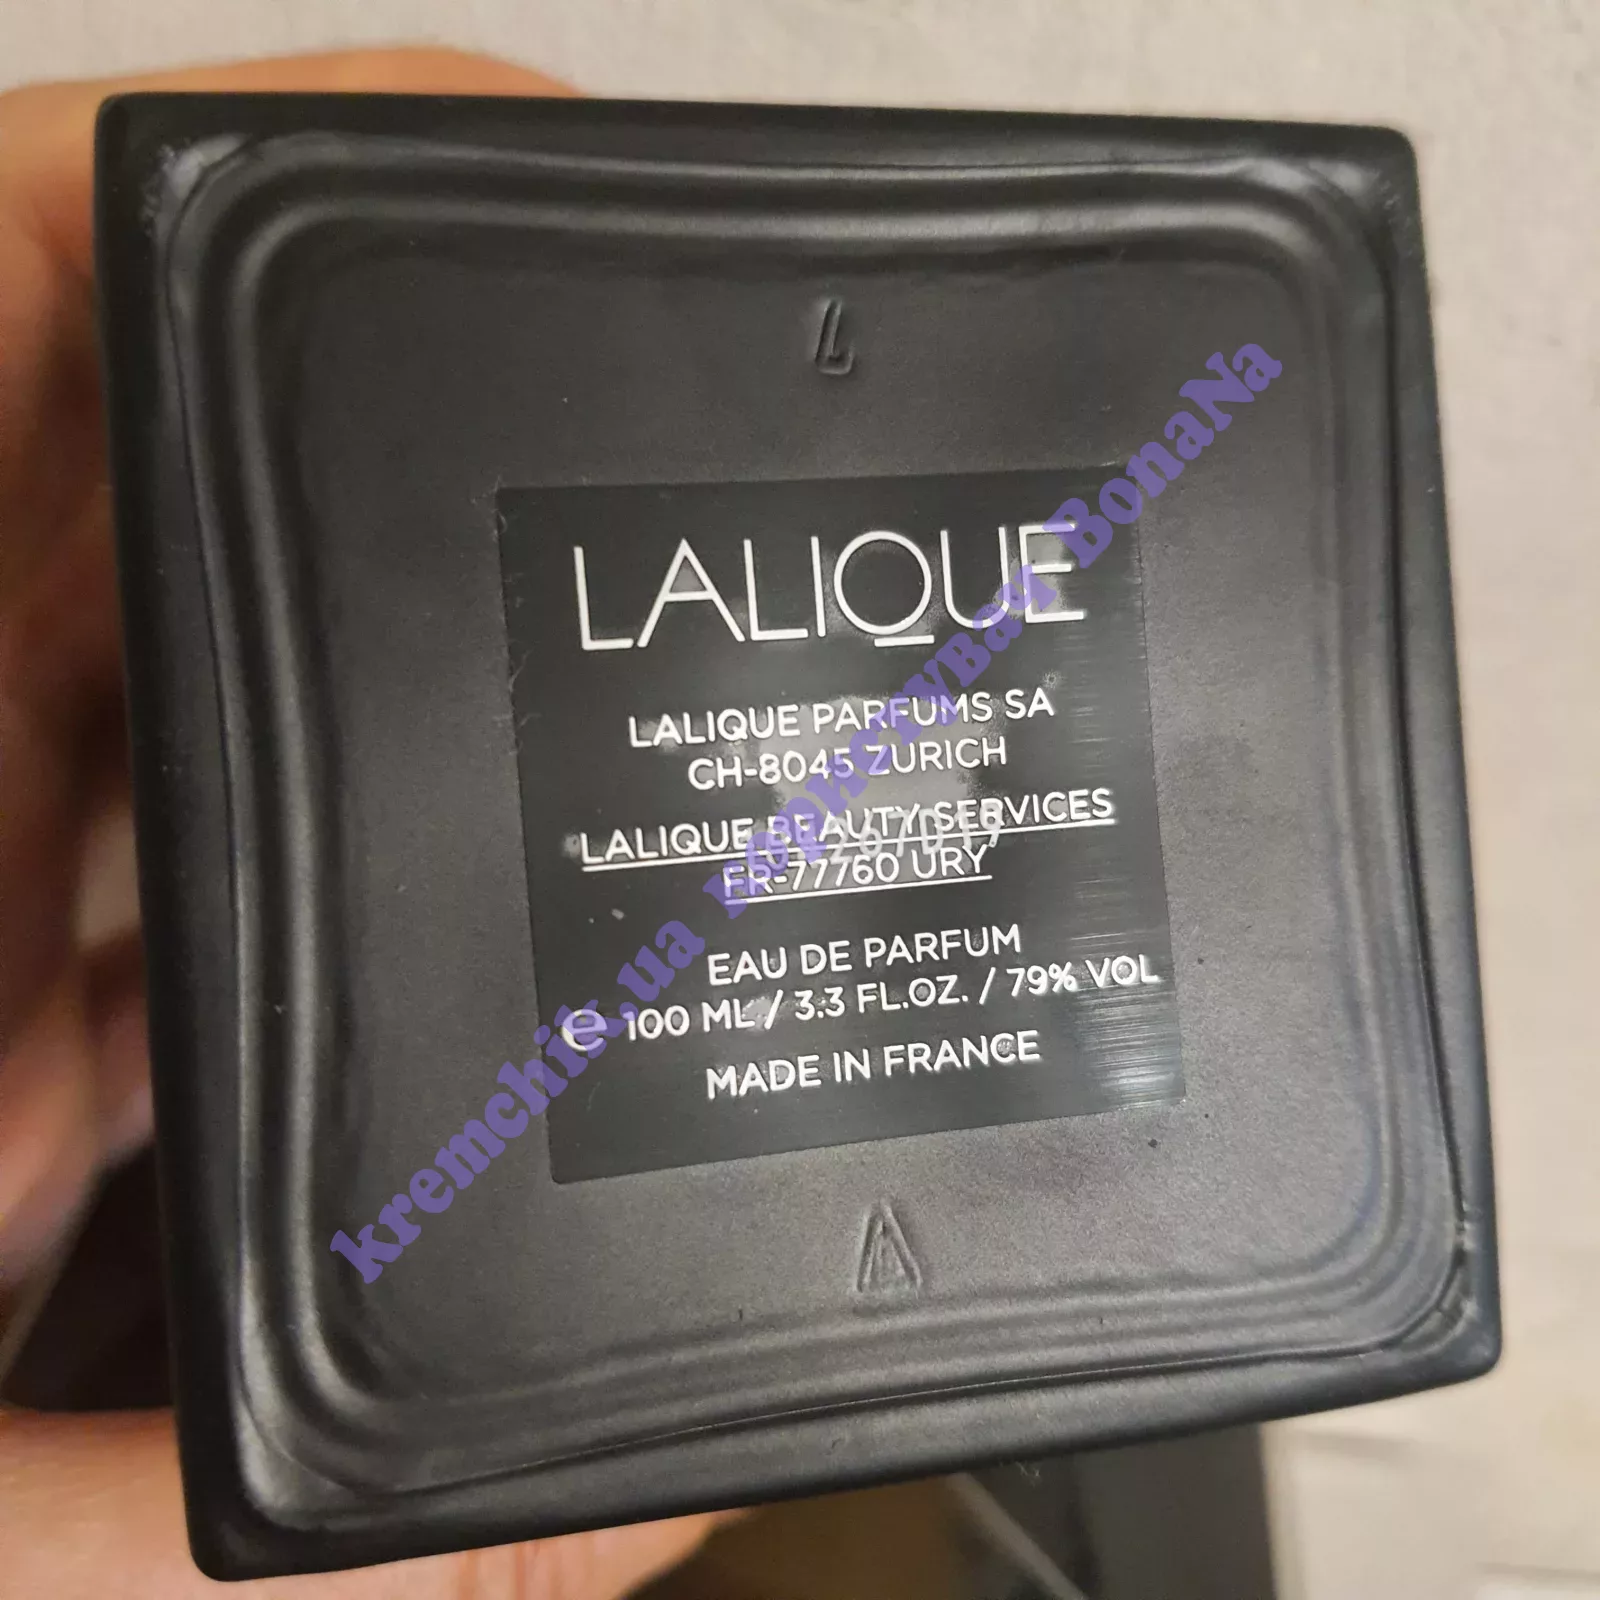 L
LALIQUE
LALIQUE PARFUMS SA
CH-8045 ZURICH
LALIQUE BEAUTY SERVICES
FR-77760 URY
EAU DE PARFUM
e 100 ML / 3.3 FL.OZ. / 79% VOL
MADE IN FRANCE
kremchik.ua користувач BonaNa